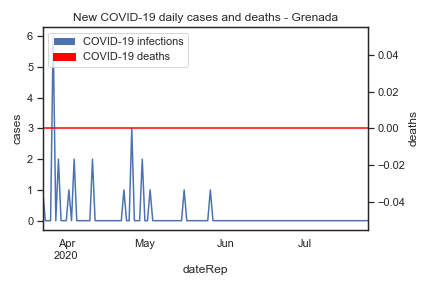 New COVID-19 daily cases and deaths - Grenada
COVID-19 infections
COVID-19 deaths
6
5
4
3
2
1
0
cases
0.04
0.02
0.00
−0.02
−0.04
deaths
Apr
2020
May
Jun
Jul
dateRep